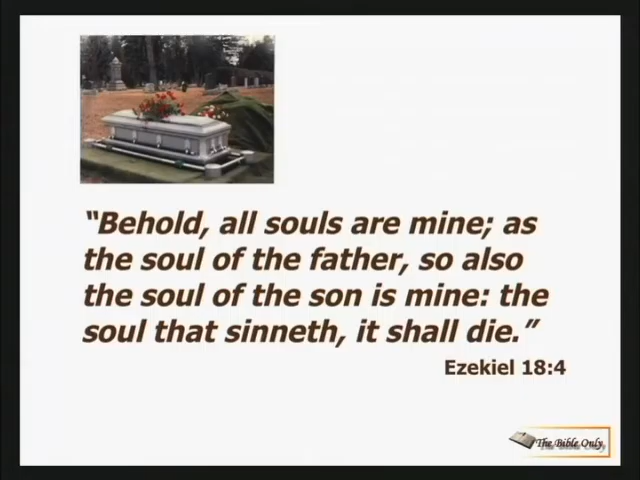 “Behold, all souls are mine; as
the soul of the father, so also
the soul of the son is mine: the
soul that sinneth, it shall die.”
Ezekiel 18:4
The Bible Only